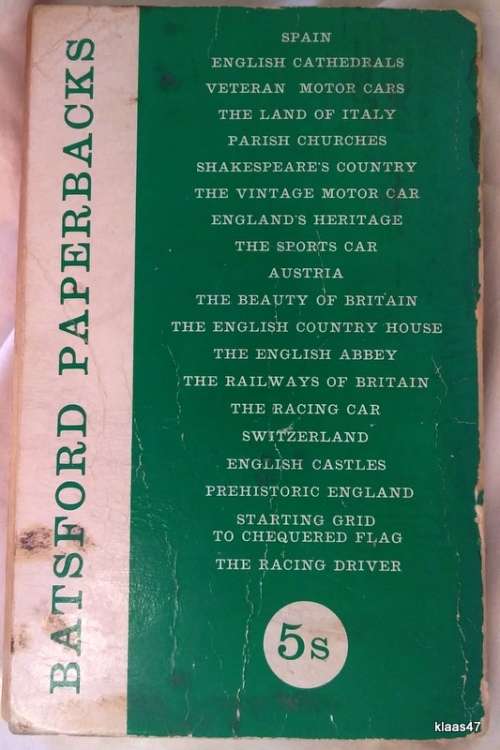 BATSFORD PAPERBACKS
SPAIN
ENGLISH CATHEDRALS
VETERAN MOTOR CARS
THE LAND OF ITALY
PARISH CHURCHES
SHAKESPEARE'S COUNTRY
THE VINTAGE MOTOR CAR
ENGLAND'S HERITAGE
THE SPORTS CAR
AUSTRIA
THE BEAUTY OF BRITAIN
THE ENGLISH COUNTRY HOUSE
THE ENGLISH ABBEY
THE RAILWAYS OF BRITAIN
THE RACING CAR
SWITZERLAND
ENGLISH CASTLES
PREHISTORIC ENGLAND
STARTING GRID
TO CHEQUERED FLAG
THE RACING DRIVER
5s
klaas47